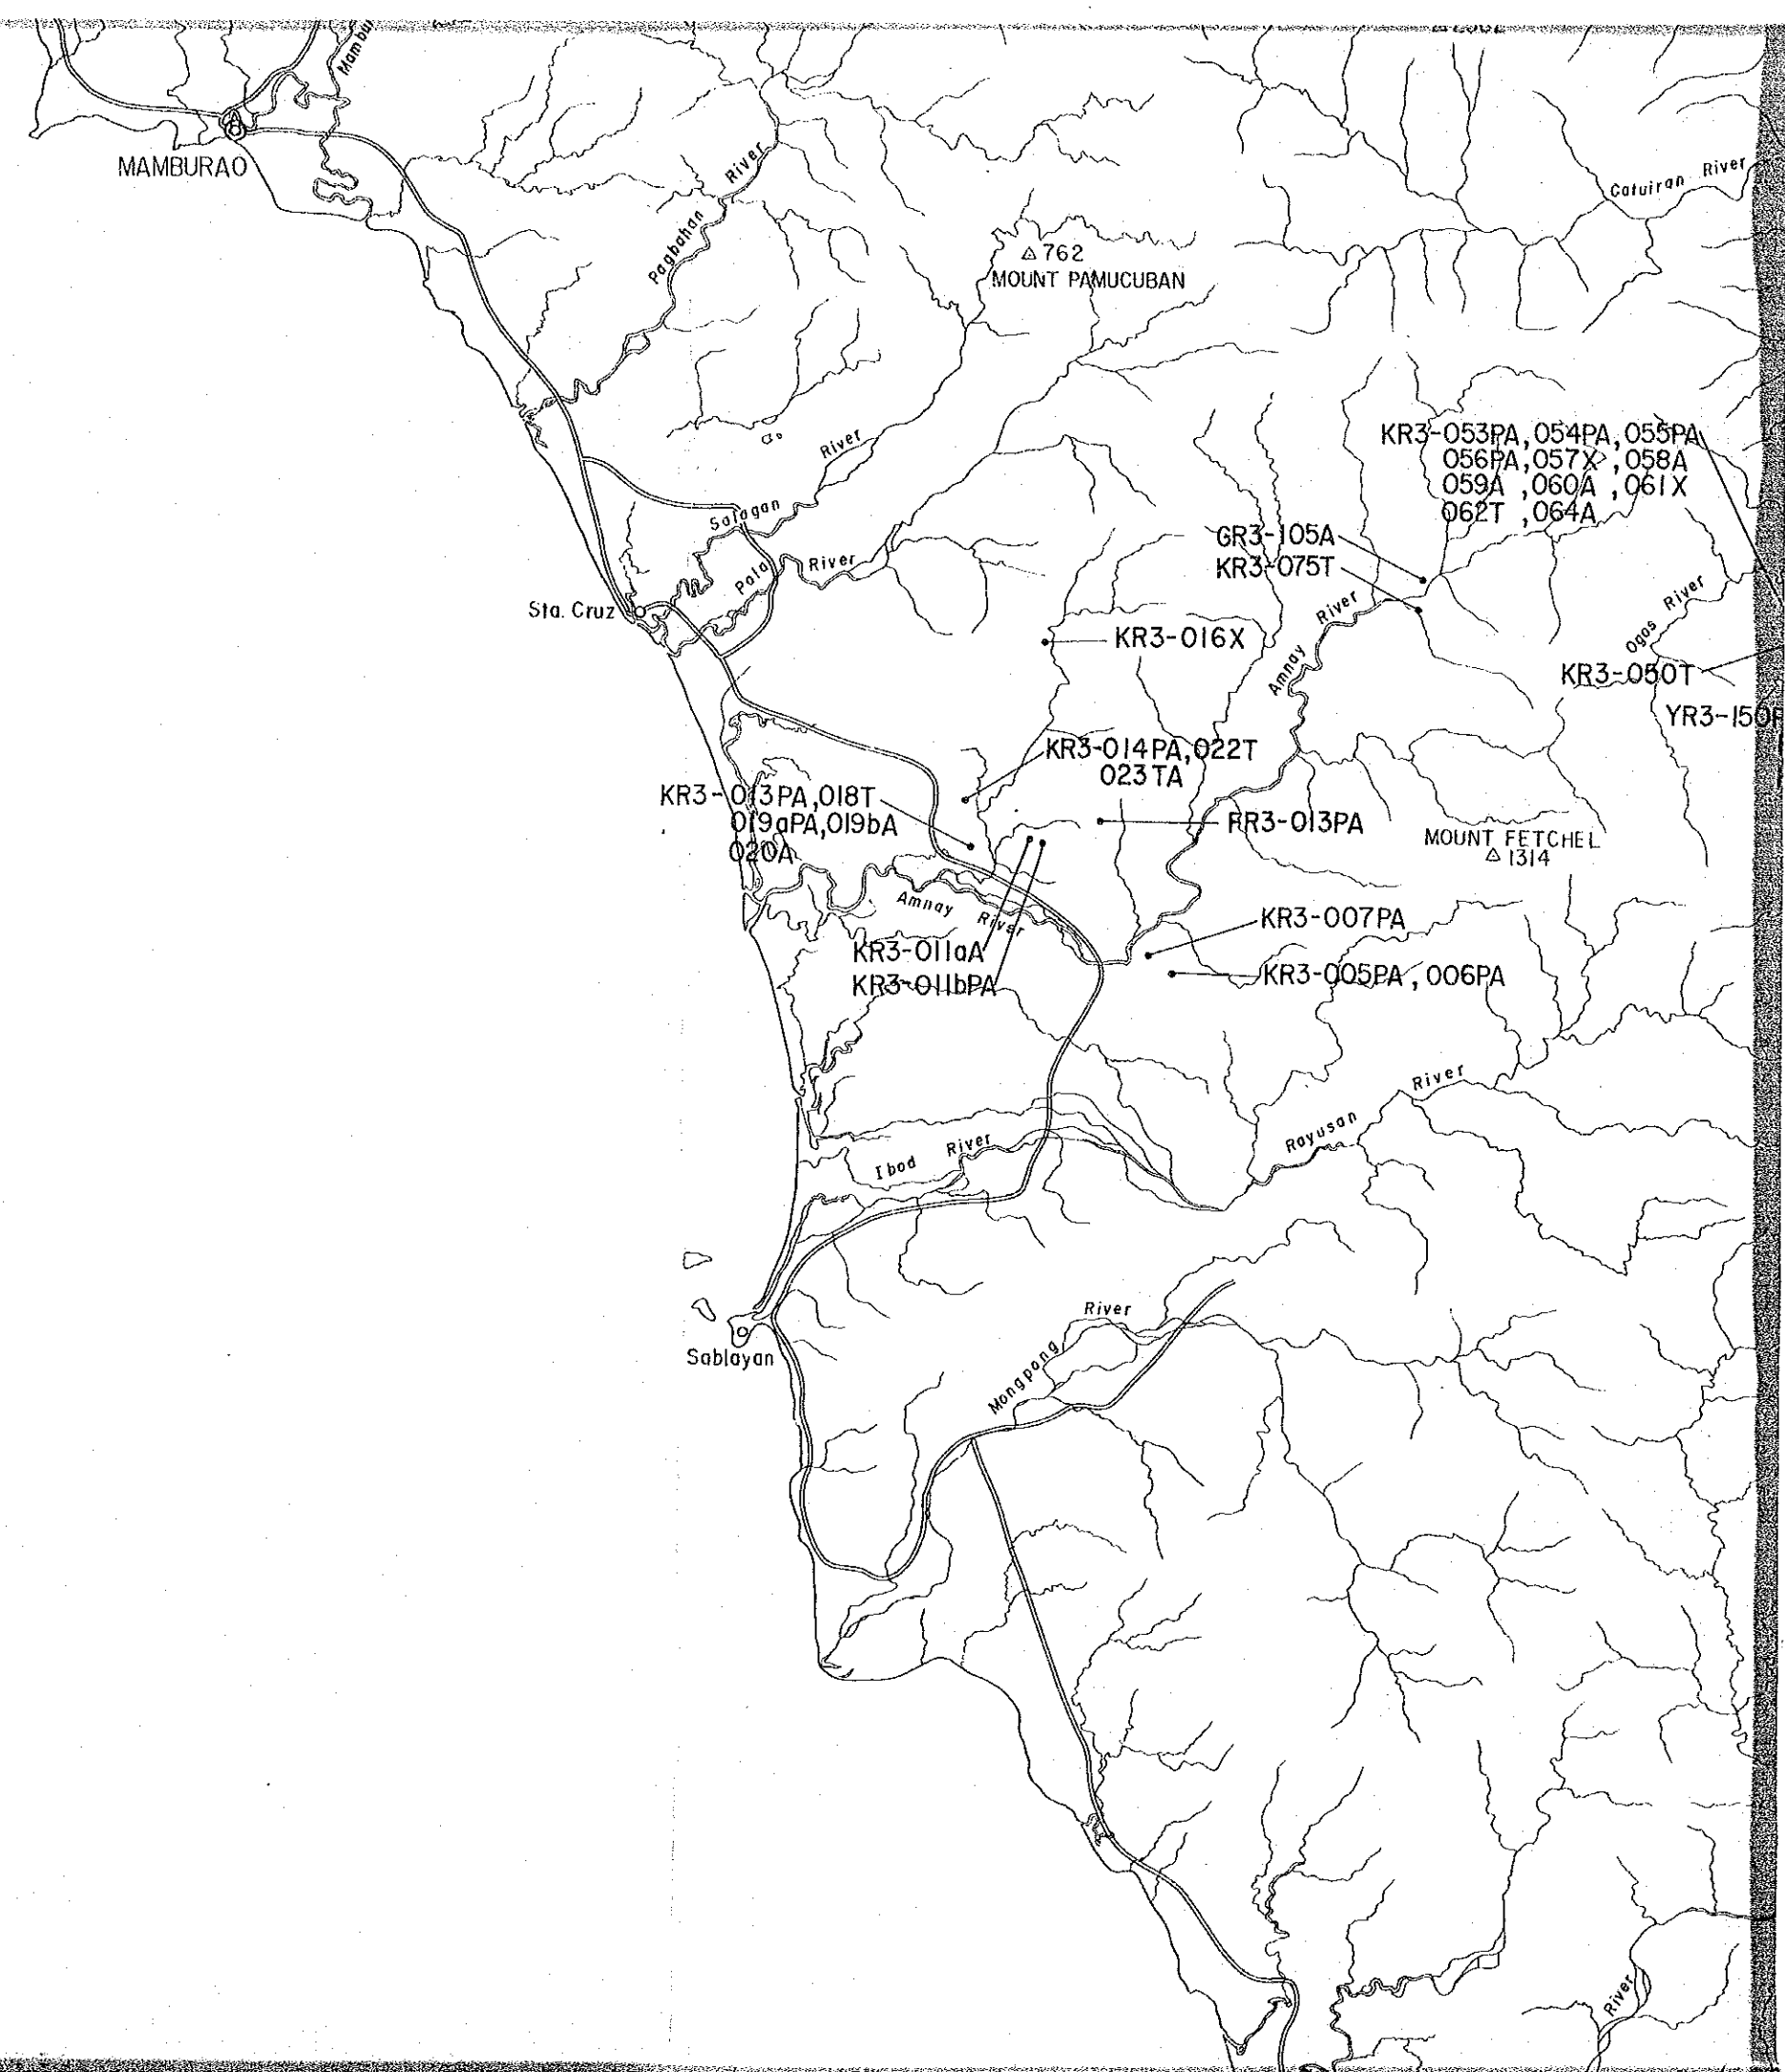 Mambu
MAMBURAO
Pagbahan River
Catuiran River
△ 762
MOUNT PAMUCUBAN
KR3-053PA, 054PA, 055PA
056PA, 057X, 058A
059A, 060A, 061X
062T, 064A
Salagan River
GR3-105A
KR3-075T
Pala River
Sta. Cruz
Amnay River
Ogos River
KR3-016X
KR3-050T
YR3-150P
KR3-014PA, 022T
023TA
KR3-013PA, 018T
019aPA, 019bA
020A
RR3-013PA
MOUNT FETCHEL
△ 1314
Amnay River
KR3-007PA
KR3-011aA
KR3-011bPA
KR3-005PA, 006PA
Rayusan River
Ibod River
Sablayan
Mongpong River
River